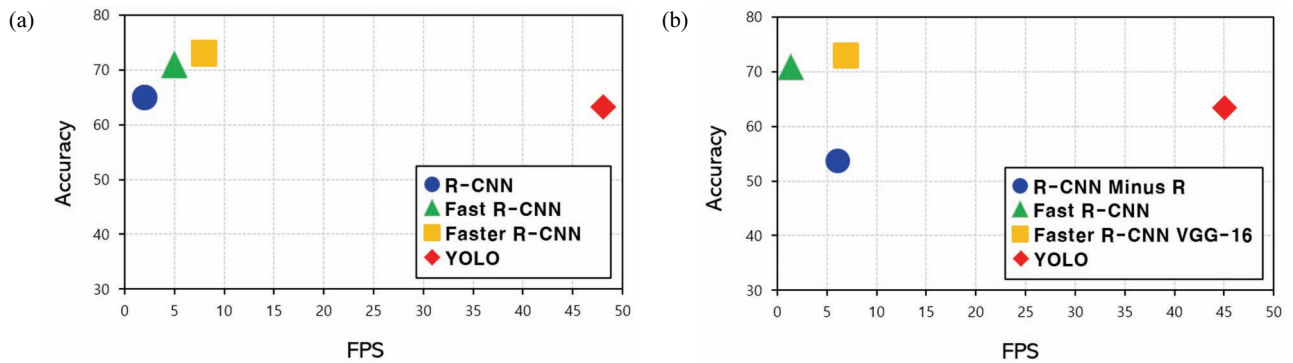 (a)
80
70
60
50
40
30
Accuracy
0 5 10 15 20 25 30 35 40 45 50
FPS
R-CNN
Fast R-CNN
Faster R-CNN
YOLO
(b)
80
70
60
50
40
30
Accuracy
0 5 10 15 20 25 30 35 40 45 50
FPS
R-CNN Minus R
Fast R-CNN
Faster R-CNN VGG-16
YOLO